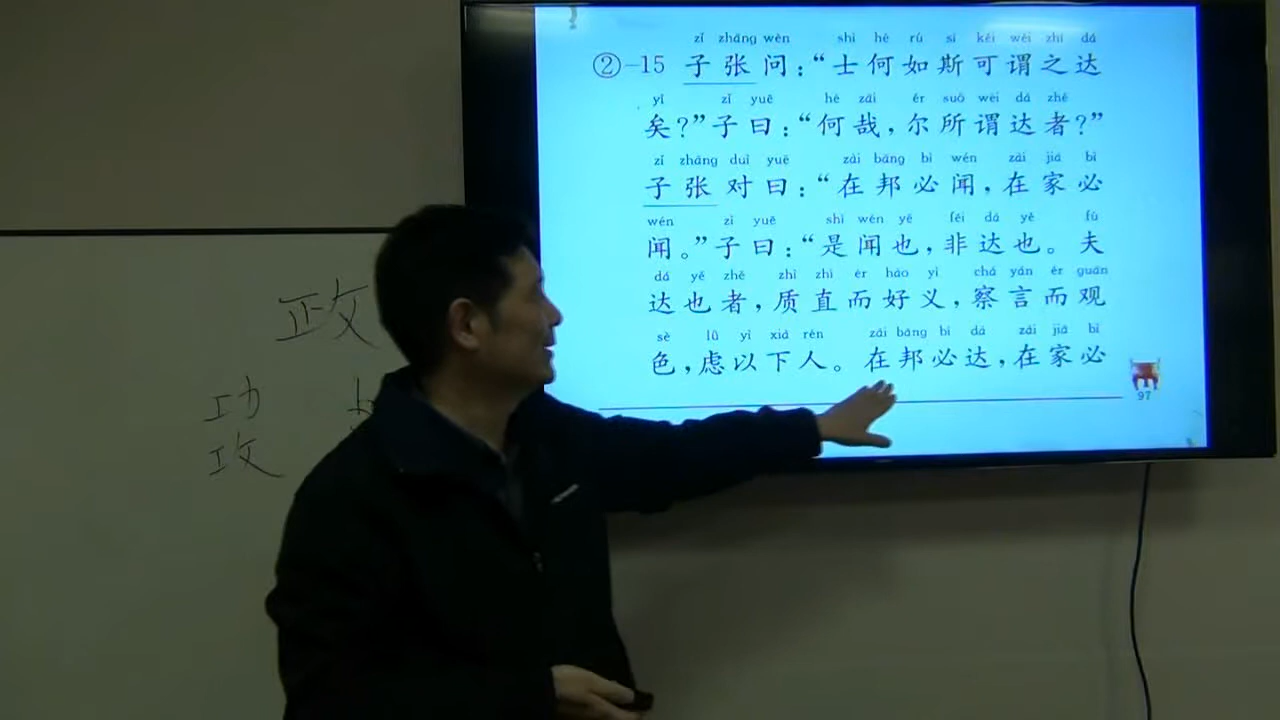 zǐ zhāng wèn shì hé rú sī kěi wèi zhī dá
②-15 子张问：“士何如斯可谓之达
yǐ zǐ yuē hé zāi ěr suǒ wèi dá zhě
矣？”子曰：“何哉，尔所谓达者？”
zǐ zhāng duì yuē zài bāng bì wén zài jiā bì
子张对曰：“在邦必闻，在家必
wén zǐ yuē shì wén yě fēi dá yě fú
闻。”子曰：“是闻也，非达也。夫
dá yě zhě zhì zhí ér hào yì chá yán ér guān
达也者，质直而好义，察言而观
sè lǜ yǐ xià rén zài bāng bì dá zài jiā bì
色，虑以下人。在邦必达，在家必
97
政
功
攻